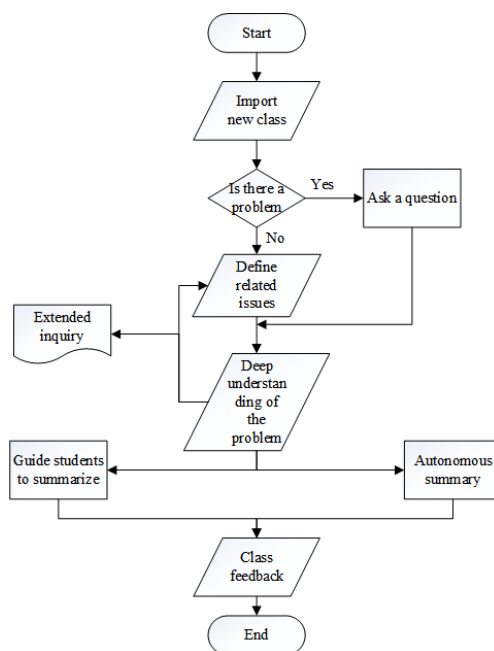 Start
Import
new class
Is there a
problem
Yes
Ask a question
No
Define
related
issues
Extended
inquiry
Deep
understan
ding of
the
problem
Guide students
to summarize
Autonomous
summary
Class
feedback
End